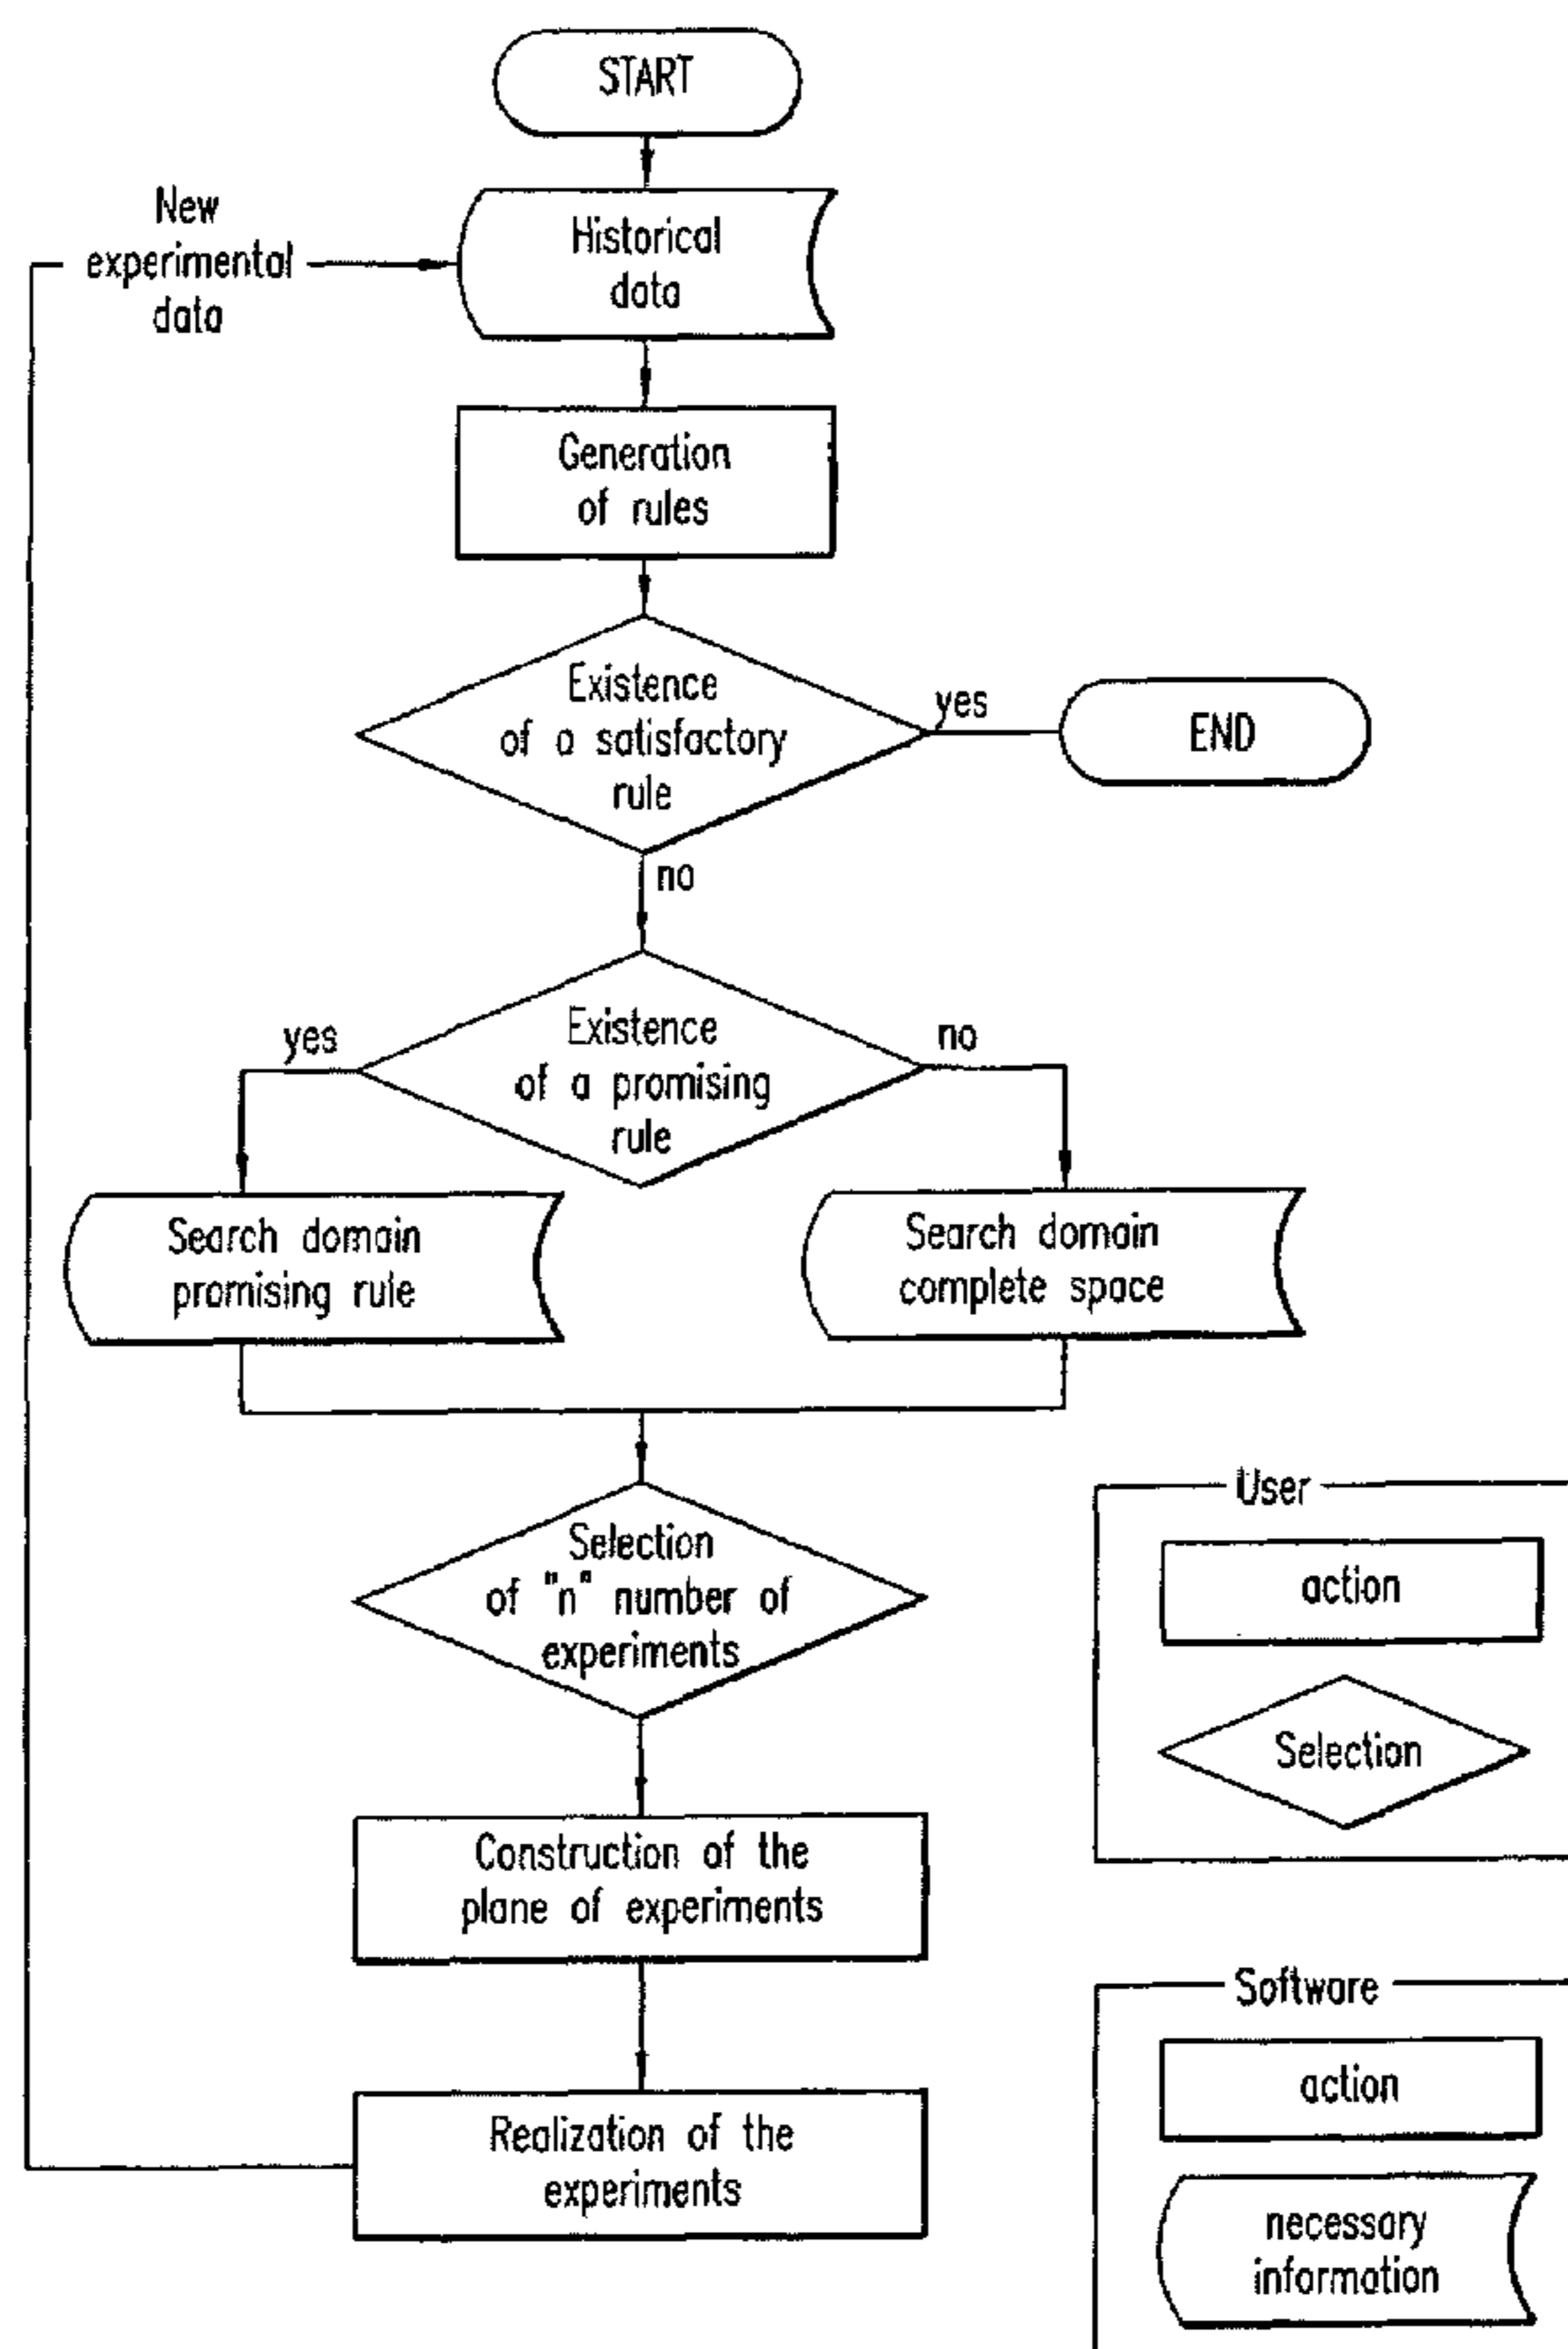 START
New
experimental
data
Historical
data
Generation
of rules
Existence
of a satisfactory
rule
yes
END
no
Existence
of a promising
rule
yes
no
Search domain
promising rule
Search domain
complete space
Selection
of "n" number of
experiments
Construction of the
plane of experiments
Realization of the
experiments
User
action
Selection
Software
action
necessary
information